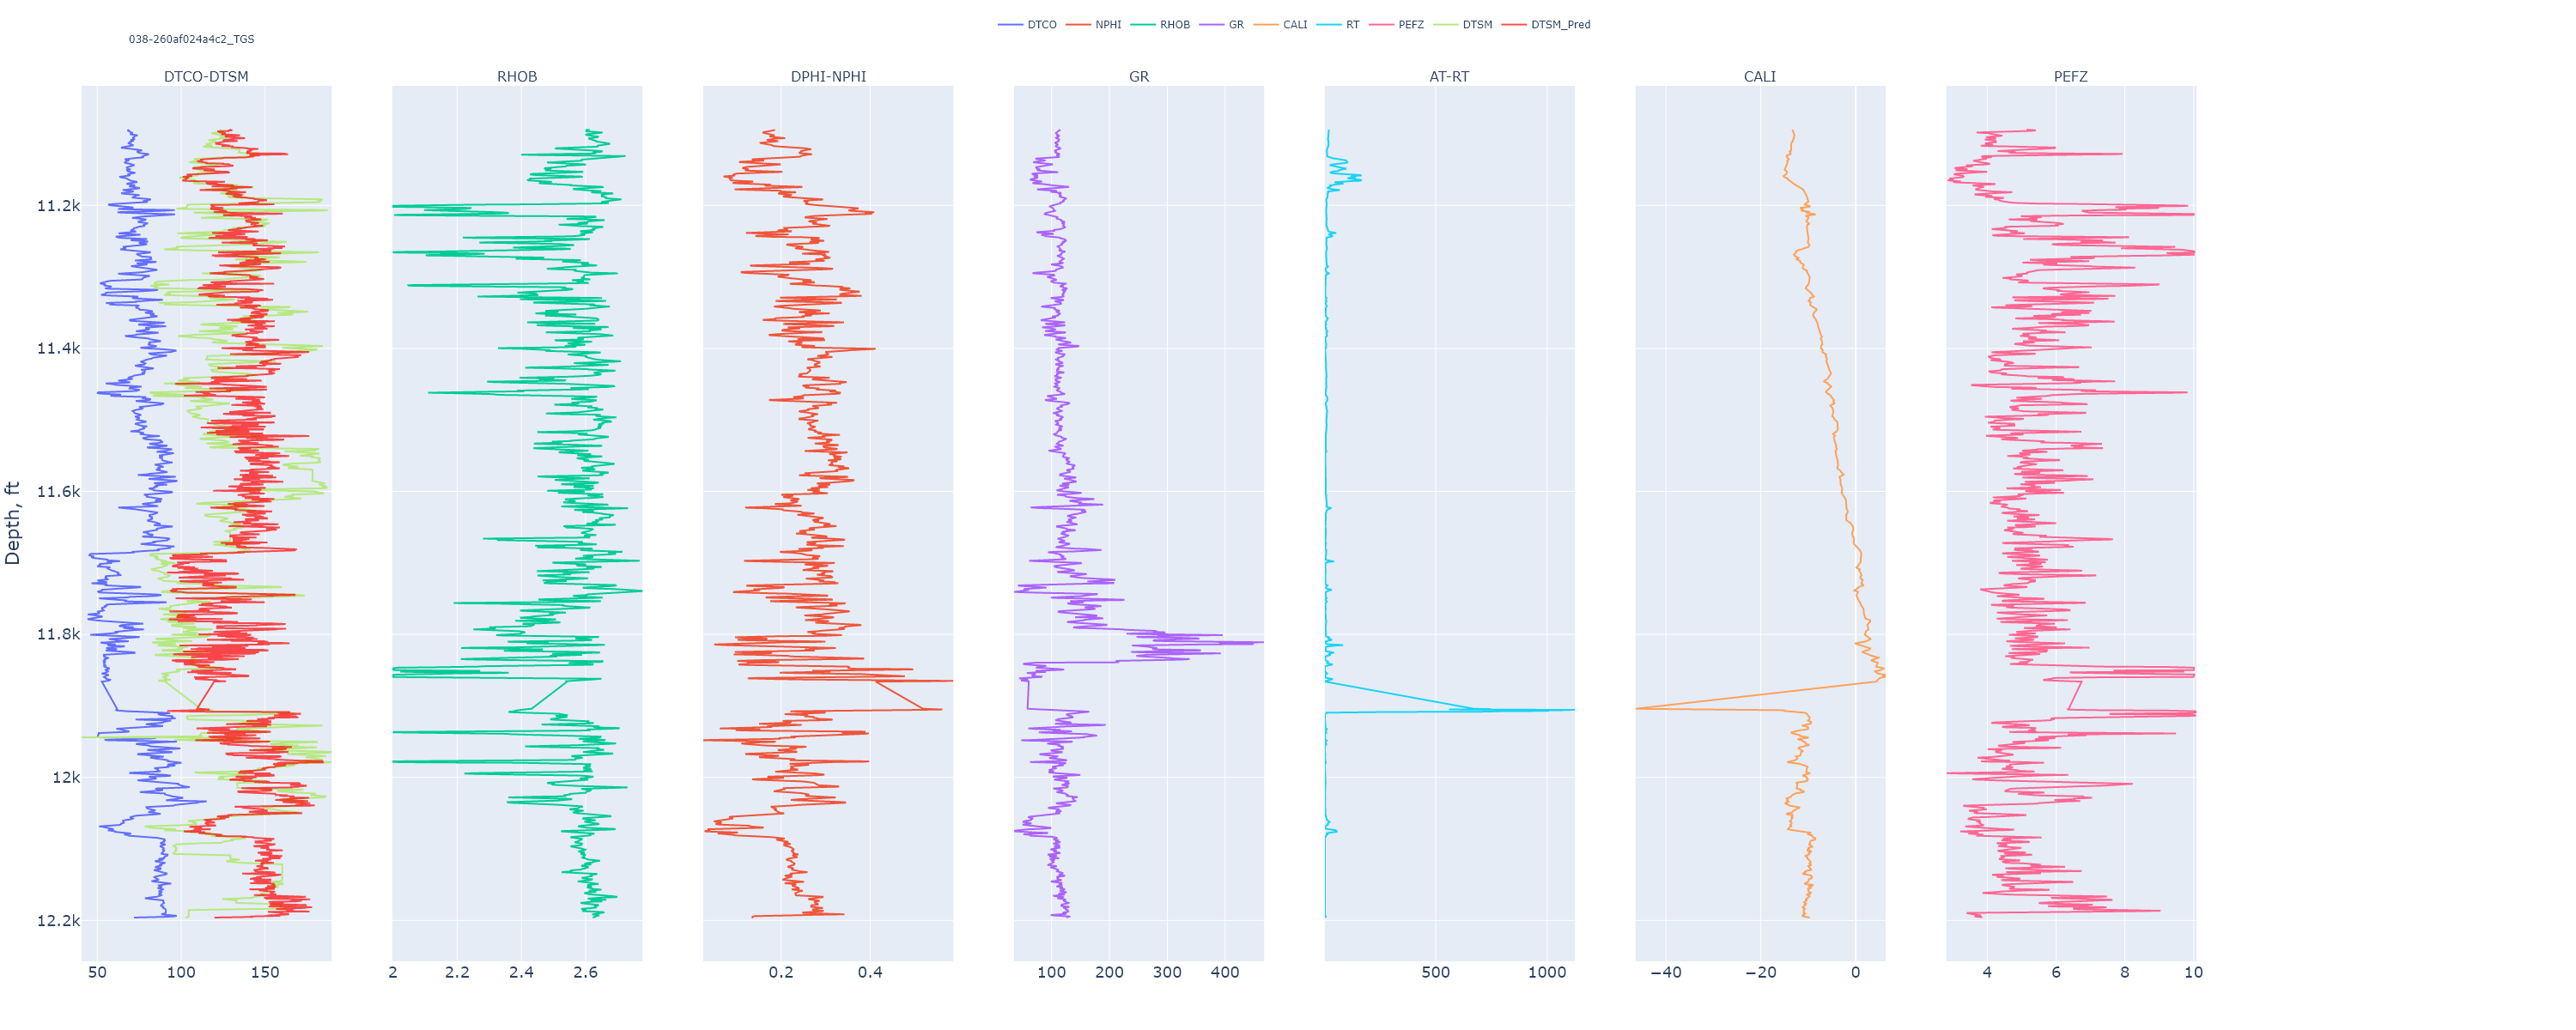 DTCO NPHI RHOB GR CALI RT PEFZ DTSM DTSM_Pred
038-260af024a4c2_TGS
DTCO-DTSM RHOB DPHI-NPHI GR AT-RT CALI PEFZ
Depth, ft
11.2k
11.4k
11.6k
11.8k
12k
12.2k
50 100 150 2 2.2 2.4 2.6 0.2 0.4 100 200 300 400 500 1000 −40 −20 0 4 6 8 10